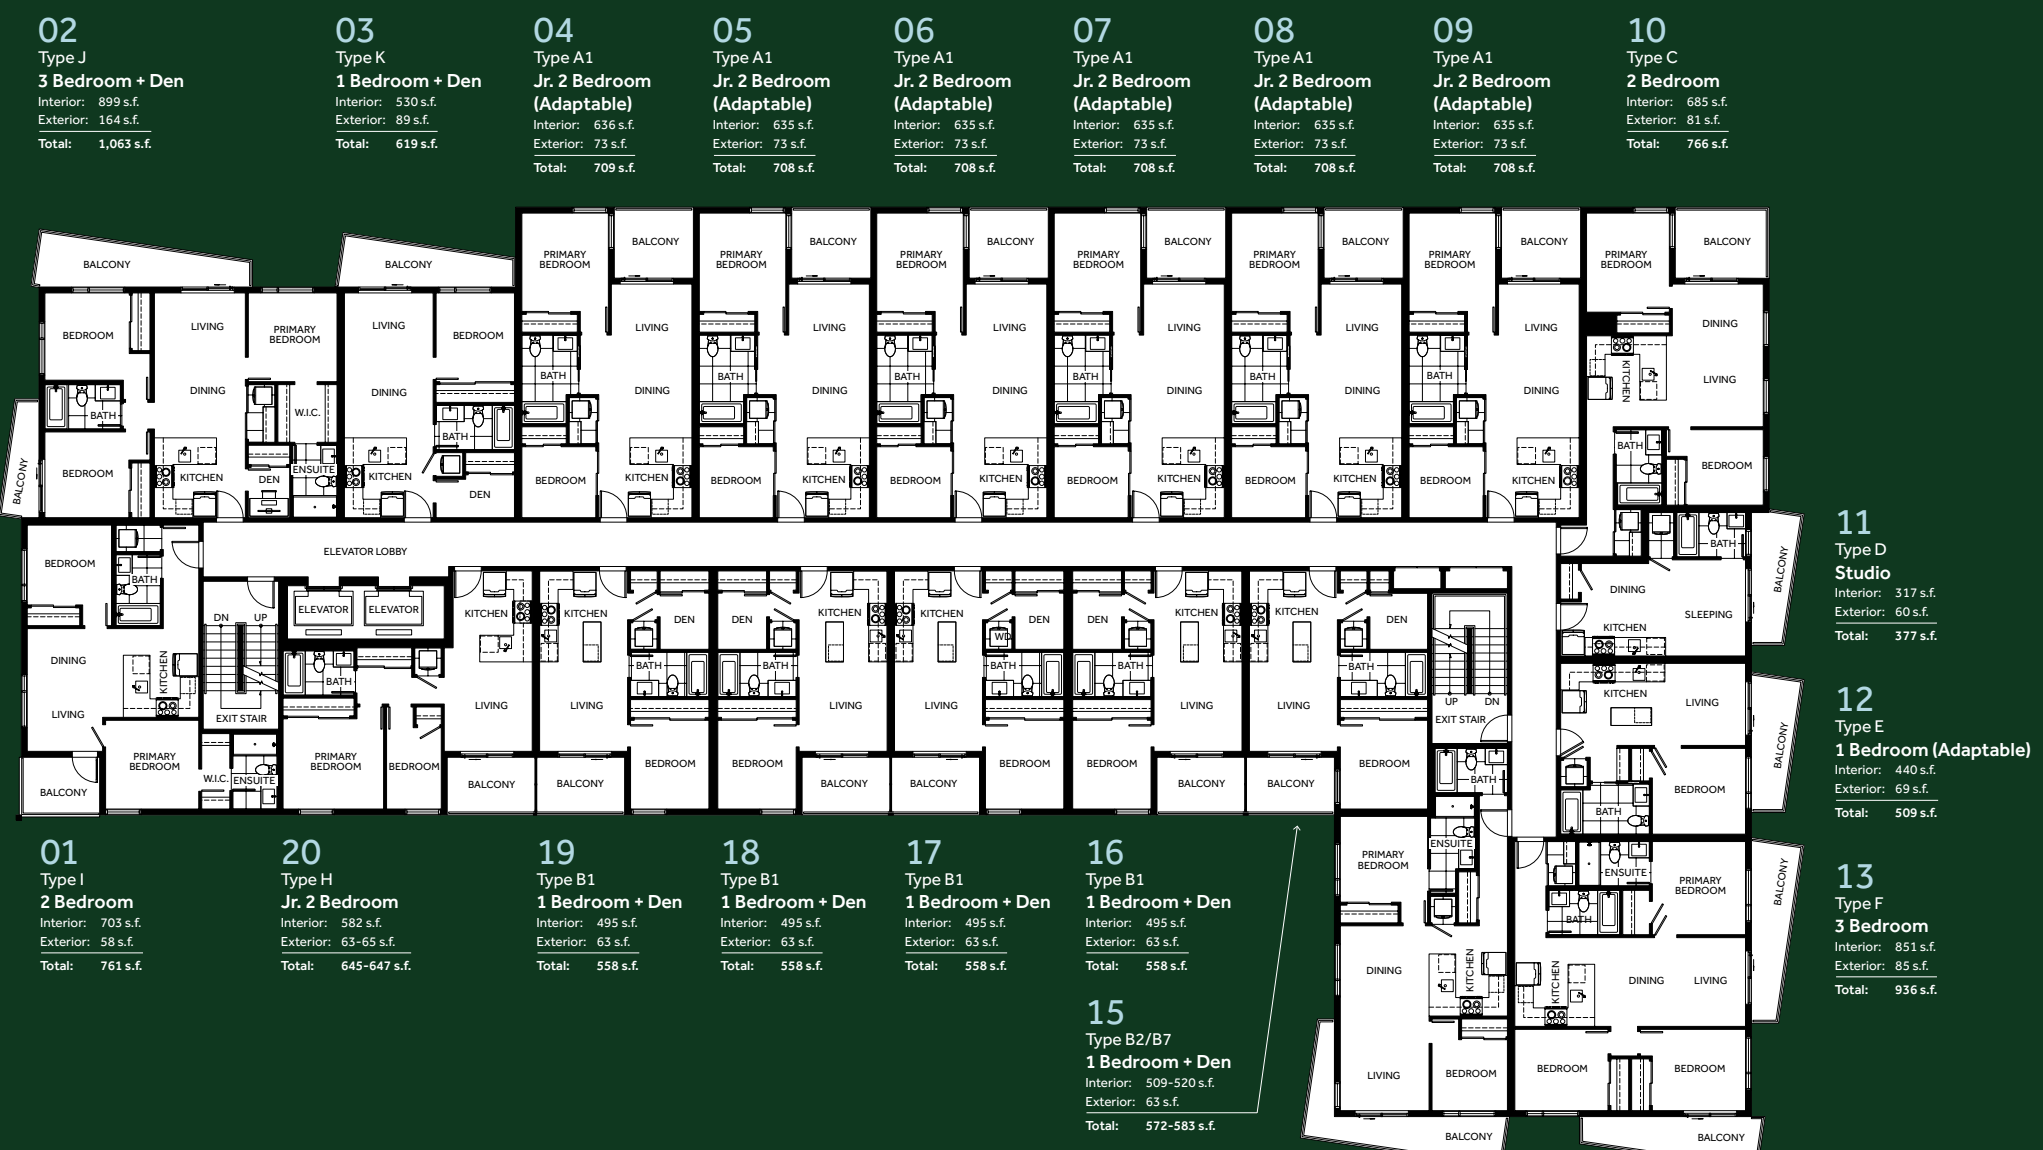 02
Type J
3 Bedroom + Den
Interior: 899 s.f.
Exterior: 164 s.f.
Total: 1,063 s.f.
03
Type K
1 Bedroom + Den
Interior: 530 s.f.
Exterior: 89 s.f.
Total: 619 s.f.
04
Type A1
Jr. 2 Bedroom
(Adaptable)
Interior: 636 s.f.
Exterior: 73 s.f.
Total: 709 s.f.
05
Type A1
Jr. 2 Bedroom
(Adaptable)
Interior: 635 s.f.
Exterior: 73 s.f.
Total: 708 s.f.
06
Type A1
Jr. 2 Bedroom
(Adaptable)
Interior: 635 s.f.
Exterior: 73 s.f.
Total: 708 s.f.
07
Type A1
Jr. 2 Bedroom
(Adaptable)
Interior: 635 s.f.
Exterior: 73 s.f.
Total: 708 s.f.
08
Type A1
Jr. 2 Bedroom
(Adaptable)
Interior: 635 s.f.
Exterior: 73 s.f.
Total: 708 s.f.
09
Type A1
Jr. 2 Bedroom
(Adaptable)
Interior: 635 s.f.
Exterior: 73 s.f.
Total: 708 s.f.
10
Type C
2 Bedroom
Interior: 685 s.f.
Exterior: 81 s.f.
Total: 766 s.f.
BALCONY
BEDROOM
LIVING
PRIMARY
BEDROOM
DINING
BATH
W.I.C.
BALCONY
BEDROOM
KITCHEN
DEN
ENSUITE
BALCONY
LIVING
BEDROOM
DINING
BATH
KITCHEN
DEN
PRIMARY
BEDROOM
BALCONY
LIVING
BATH
DINING
BEDROOM
KITCHEN
PRIMARY
BEDROOM
BALCONY
LIVING
BATH
DINING
BEDROOM
KITCHEN
PRIMARY
BEDROOM
BALCONY
LIVING
BATH
DINING
BEDROOM
KITCHEN
PRIMARY
BEDROOM
BALCONY
LIVING
BATH
DINING
BEDROOM
KITCHEN
PRIMARY
BEDROOM
BALCONY
LIVING
BATH
DINING
BEDROOM
KITCHEN
PRIMARY
BEDROOM
BALCONY
LIVING
BATH
DINING
BEDROOM
KITCHEN
PRIMARY
BEDROOM
BALCONY
DINING
KITCHEN
LIVING
BATH
BEDROOM
ELEVATOR LOBBY
ELEVATOR
ELEVATOR
DN
UP
EXIT STAIR
BEDROOM
BATH
DINING
KITCHEN
LIVING
PRIMARY
BEDROOM
W.I.C.
ENSUITE
BALCONY
KITCHEN
BATH
LIVING
PRIMARY
BEDROOM
BEDROOM
BALCONY
KITCHEN
DEN
BATH
LIVING
BEDROOM
BALCONY
DEN
KITCHEN
BATH
LIVING
BEDROOM
BALCONY
KITCHEN
DEN
WD
BATH
LIVING
BEDROOM
BALCONY
DEN
KITCHEN
BATH
LIVING
BEDROOM
BALCONY
KITCHEN
DEN
BATH
LIVING
BEDROOM
BALCONY
UP
DN
EXIT STAIR
BATH
DINING
SLEEPING
KITCHEN
BALCONY
KITCHEN
LIVING
BEDROOM
BATH
BALCONY
BATH
PRIMARY
BEDROOM
ENSUITE
DINING
KITCHEN
LIVING
BEDROOM
BALCONY
ENSUITE
PRIMARY
BEDROOM
BATH
BALCONY
KITCHEN
DINING
LIVING
BEDROOM
BEDROOM
BALCONY
11
Type D
Studio
Interior: 317 s.f.
Exterior: 60 s.f.
Total: 377 s.f.
12
Type E
1 Bedroom (Adaptable)
Interior: 440 s.f.
Exterior: 69 s.f.
Total: 509 s.f.
13
Type F
3 Bedroom
Interior: 851 s.f.
Exterior: 85 s.f.
Total: 936 s.f.
01
Type I
2 Bedroom
Interior: 703 s.f.
Exterior: 58 s.f.
Total: 761 s.f.
20
Type H
Jr. 2 Bedroom
Interior: 582 s.f.
Exterior: 63-65 s.f.
Total: 645-647 s.f.
19
Type B1
1 Bedroom + Den
Interior: 495 s.f.
Exterior: 63 s.f.
Total: 558 s.f.
18
Type B1
1 Bedroom + Den
Interior: 495 s.f.
Exterior: 63 s.f.
Total: 558 s.f.
17
Type B1
1 Bedroom + Den
Interior: 495 s.f.
Exterior: 63 s.f.
Total: 558 s.f.
16
Type B1
1 Bedroom + Den
Interior: 495 s.f.
Exterior: 63 s.f.
Total: 558 s.f.
15
Type B2/B7
1 Bedroom + Den
Interior: 509-520 s.f.
Exterior: 63 s.f.
Total: 572-583 s.f.